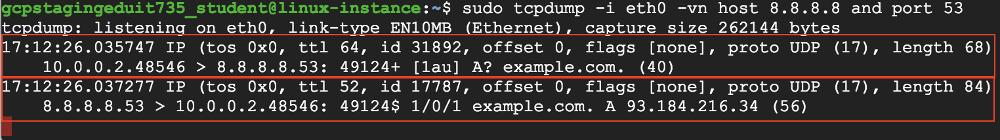 gcpstagingeduit735_student@linux-instance:~$ sudo tcpdump -i eth0 -vn host 8.8.8.8 and port 53
tcpdump: listening on eth0, link-type EN10MB (Ethernet), capture size 262144 bytes
17:12:26.035747 IP (tos 0x0, ttl 64, id 31892, offset 0, flags [none], proto UDP (17), length 68)
    10.0.0.2.48546 > 8.8.8.8.53: 49124+ [1au] A? example.com. (40)
17:12:26.037277 IP (tos 0x0, ttl 52, id 17787, offset 0, flags [none], proto UDP (17), length 84)
    8.8.8.8.53 > 10.0.0.2.48546: 49124$ 1/0/1 example.com. A 93.184.216.34 (56)